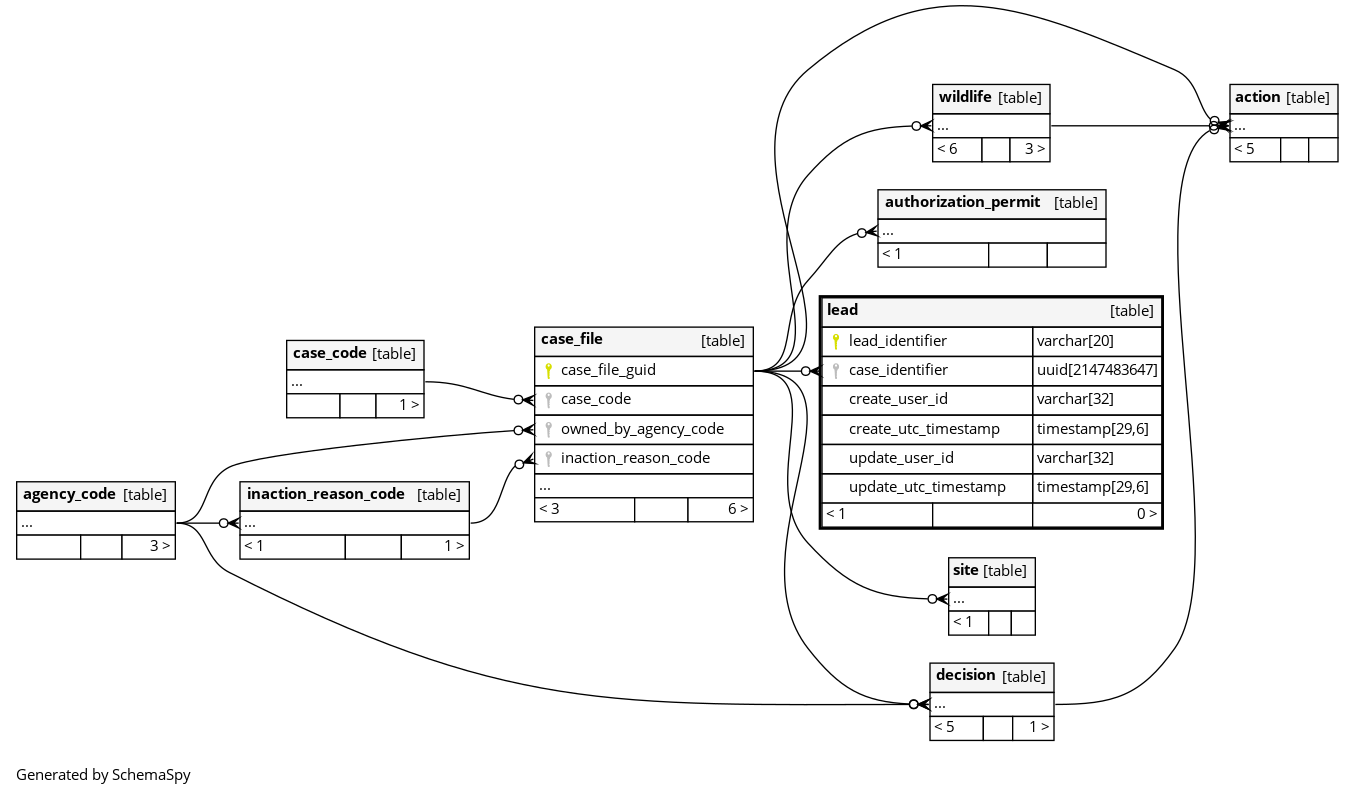 wildlife [table]
...
< 6 3 >
action [table]
...
< 5
authorization_permit [table]
...
< 1
lead [table]
lead_identifier varchar[20]
case_identifier uuid[2147483647]
create_user_id varchar[32]
create_utc_timestamp timestamp[29,6]
update_user_id varchar[32]
update_utc_timestamp timestamp[29,6]
< 1 0 >
case_file [table]
case_file_guid
case_code
owned_by_agency_code
inaction_reason_code
...
< 3 6 >
case_code [table]
...
1 >
agency_code [table]
...
3 >
inaction_reason_code [table]
...
< 1 1 >
site [table]
...
< 1
decision [table]
...
< 5 1 >
Generated by SchemaSpy